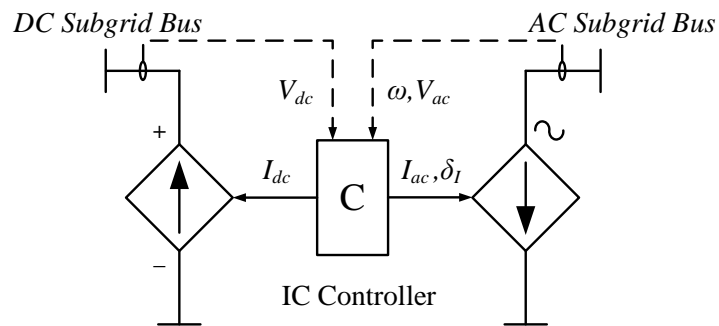 DC Subgrid Bus
AC Subgrid Bus
V_dc
ω,V_ac
+
I_dc
C
I_ac,δ_I
−
IC Controller